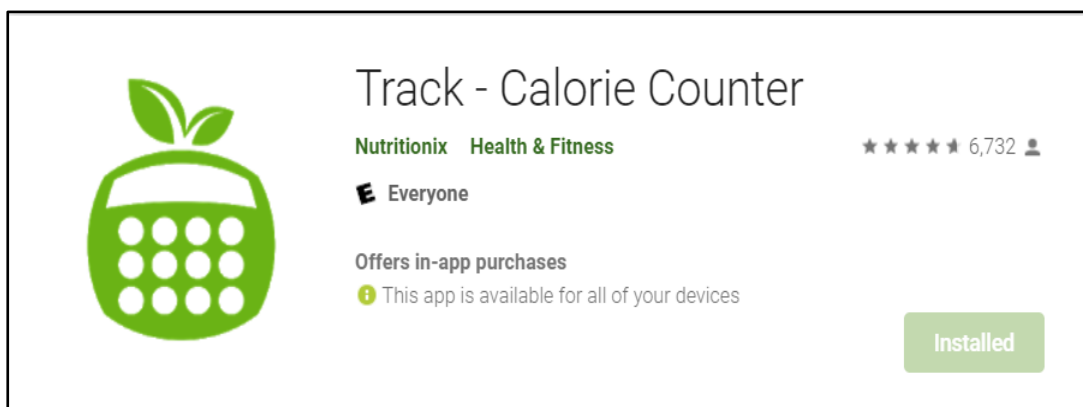 Track - Calorie Counter
Nutritionix Health & Fitness 6,732
E Everyone
Offers in-app purchases
This app is available for all of your devices
Installed